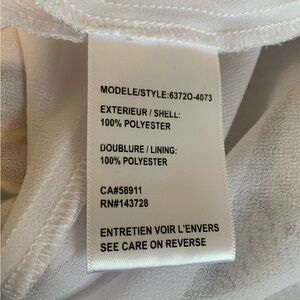 MODELE/STYLE:6372O-4073
EXTERIEUR / SHELL:
100% POLYESTER
DOUBLURE / LINING:
100% POLYESTER
CA#58911
RN#143728
ENTRETIEN VOIR L'ENVERS
SEE CARE ON REVERSE